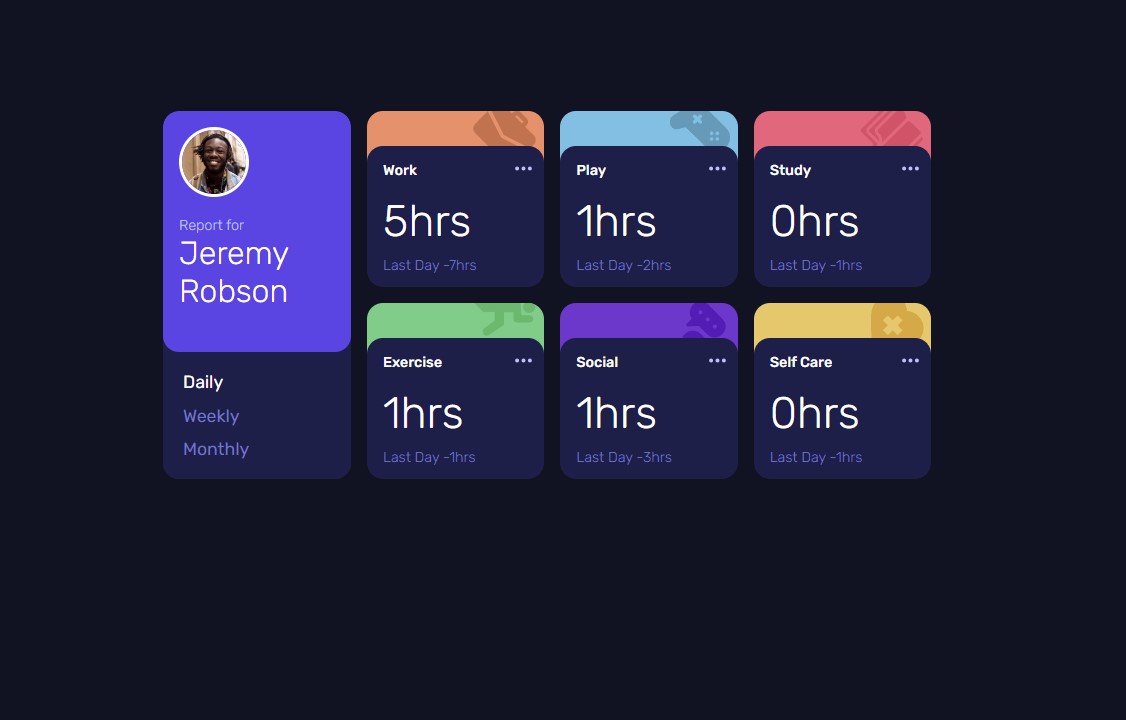 Report for
Jeremy
Robson
Daily
Weekly
Monthly
Work
5hrs
Last Day -7hrs
Play
1hrs
Last Day -2hrs
Study
0hrs
Last Day -1hrs
Exercise
1hrs
Last Day -1hrs
Social
1hrs
Last Day -3hrs
Self Care
0hrs
Last Day -1hrs